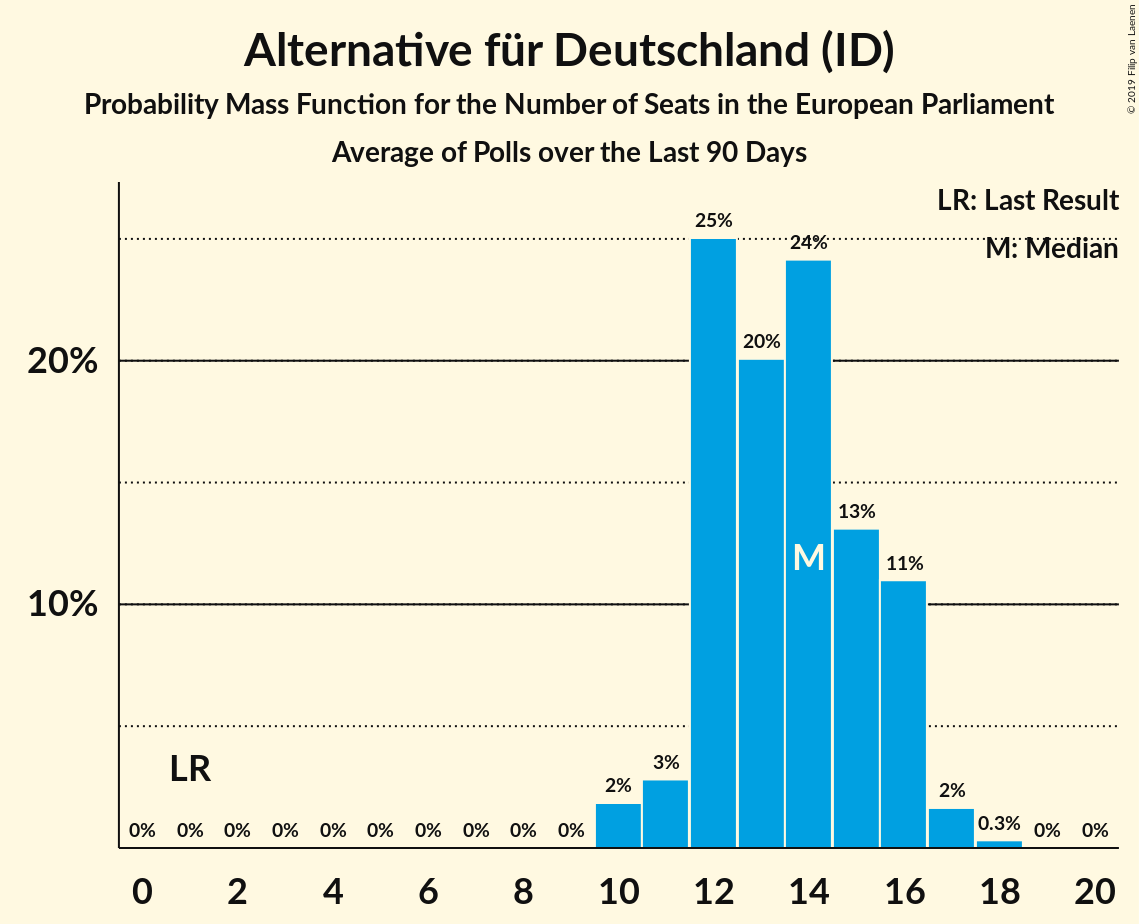 Alternative für Deutschland (ID)
Probability Mass Function for the Number of Seats in the European Parliament
Average of Polls over the Last 90 Days
© 2019 Filip van Laenen
LR: Last Result
M: Median
25%
24%
20%
20%
13%
M
11%
10%
LR
3%
2%
2%
0.3%
0% 0% 0% 0% 0% 0% 0% 0% 0% 0% 0% 0%
0 2 4 6 8 10 12 14 16 18 20